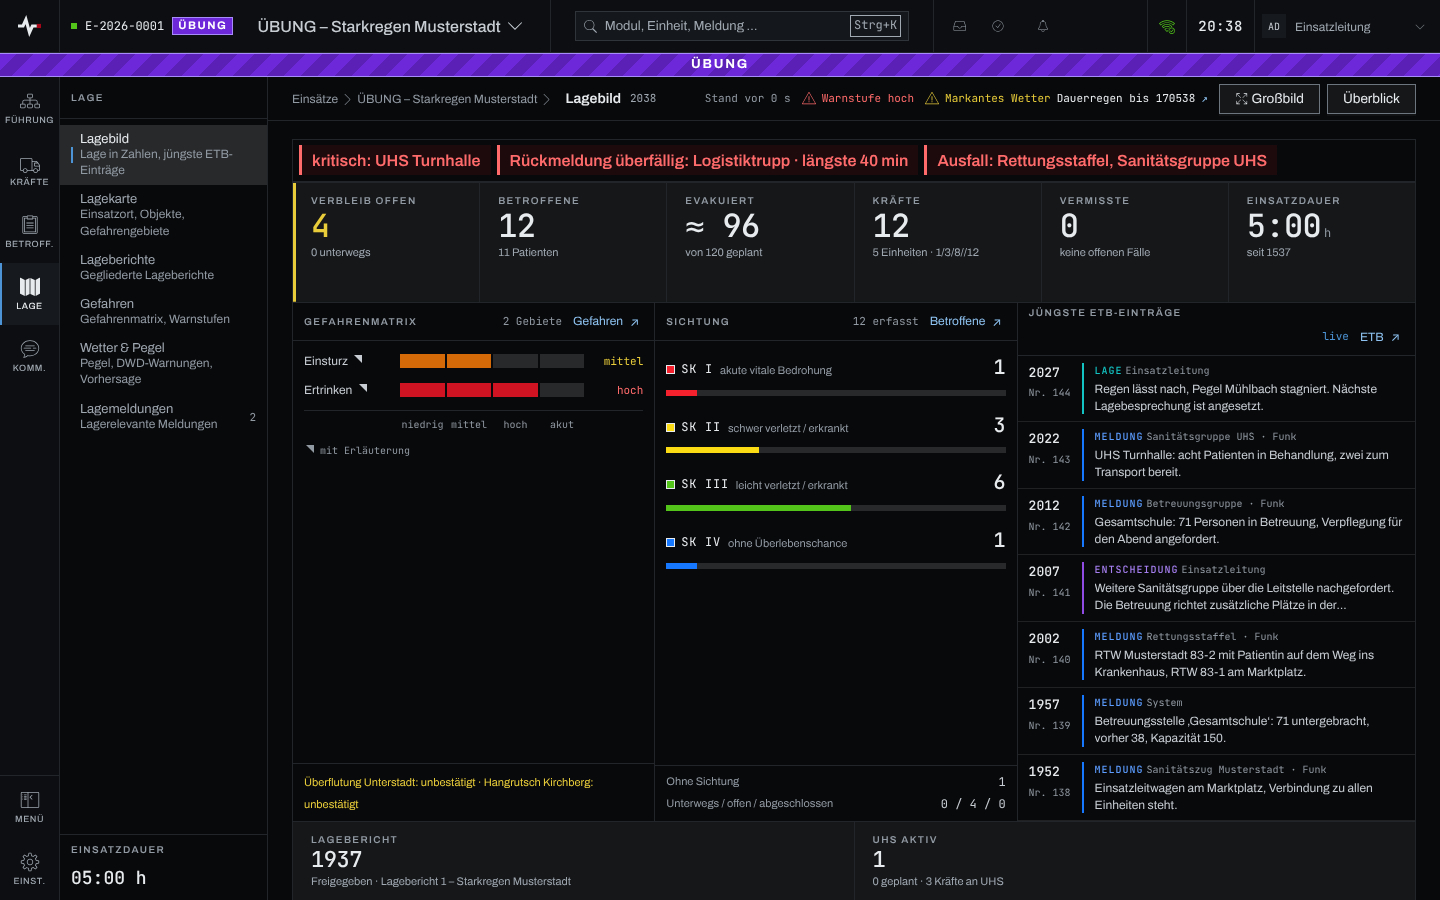 E-2026-0001 ÜBUNG ÜBUNG – Starkregen Musterstadt
Modul, Einheit, Meldung ... Strg+K
20:38 AD Einsatzleitung
ÜBUNG
FÜHRUNG
KRÄFTE
BETROFF.
LAGE
KOMM.
MENÜ
EINST.
LAGE
Lagebild
Lage in Zahlen, jüngste ETB-
Einträge
Lagekarte
Einsatzort, Objekte,
Gefahrengebiete
Lageberichte
Gegliederte Lageberichte
Gefahren
Gefahrenmatrix, Warnstufen
Wetter & Pegel
Pegel, DWD-Warnungen,
Vorhersage
Lagemeldungen
Lagerelevante Meldungen 2
EINSATZDAUER
05:00 h
Einsätze ÜBUNG – Starkregen Musterstadt Lagebild 2038
Stand vor 0 s Warnstufe hoch Markantes Wetter Dauerregen bis 170538 ↗ Großbild Überblick
kritisch: UHS Turnhalle Rückmeldung überfällig: Logistiktrupp · längste 40 min Ausfall: Rettungsstaffel, Sanitätsgruppe UHS
VERBLEIB OFFEN
4
0 unterwegs
BETROFFENE
12
11 Patienten
EVAKUIERT
≈ 96
von 120 geplant
KRÄFTE
12
5 Einheiten · 1/3/8//12
VERMISSTE
0
keine offenen Fälle
EINSATZDAUER
5:00 h
seit 1537
GEFAHRENMATRIX 2 Gebiete Gefahren ↗
Einsturz mittel
Ertrinken hoch
niedrig mittel hoch akut
mit Erläuterung
Überflutung Unterstadt: unbestätigt · Hangrutsch Kirchberg:
unbestätigt
SICHTUNG 12 erfasst Betroffene ↗
SK I akute vitale Bedrohung 1
SK II schwer verletzt / erkrankt 3
SK III leicht verletzt / erkrankt 6
SK IV ohne Überlebenschance 1
Ohne Sichtung 1
Unterwegs / offen / abgeschlossen 0 / 4 / 0
JÜNGSTE ETB-EINTRÄGE
live ETB ↗
2027 LAGE Einsatzleitung
Nr. 144 Regen lässt nach, Pegel Mühlbach stagniert. Nächste
Lagebesprechung ist angesetzt.
2022 MELDUNG Sanitätsgruppe UHS · Funk
Nr. 143 UHS Turnhalle: acht Patienten in Behandlung, zwei zum
Transport bereit.
2012 MELDUNG Betreuungsgruppe · Funk
Nr. 142 Gesamtschule: 71 Personen in Betreuung, Verpflegung für
den Abend angefordert.
2007 ENTSCHEIDUNG Einsatzleitung
Nr. 141 Weitere Sanitätsgruppe über die Leitstelle nachgefordert.
Die Betreuung richtet zusätzliche Plätze in der...
2002 MELDUNG Rettungsstaffel · Funk
Nr. 140 RTW Musterstadt 83-2 mit Patientin auf dem Weg ins
Krankenhaus, RTW 83-1 am Marktplatz.
1957 MELDUNG System
Nr. 139 Betreuungsstelle ‚Gesamtschule‘: 71 untergebracht,
vorher 38, Kapazität 150.
1952 MELDUNG Sanitätszug Musterstadt · Funk
Nr. 138 Einsatzleitwagen am Marktplatz, Verbindung zu allen
Einheiten steht.
LAGEBERICHT
1937
Freigegeben · Lagebericht 1 – Starkregen Musterstadt
UHS AKTIV
1
0 geplant · 3 Kräfte an UHS